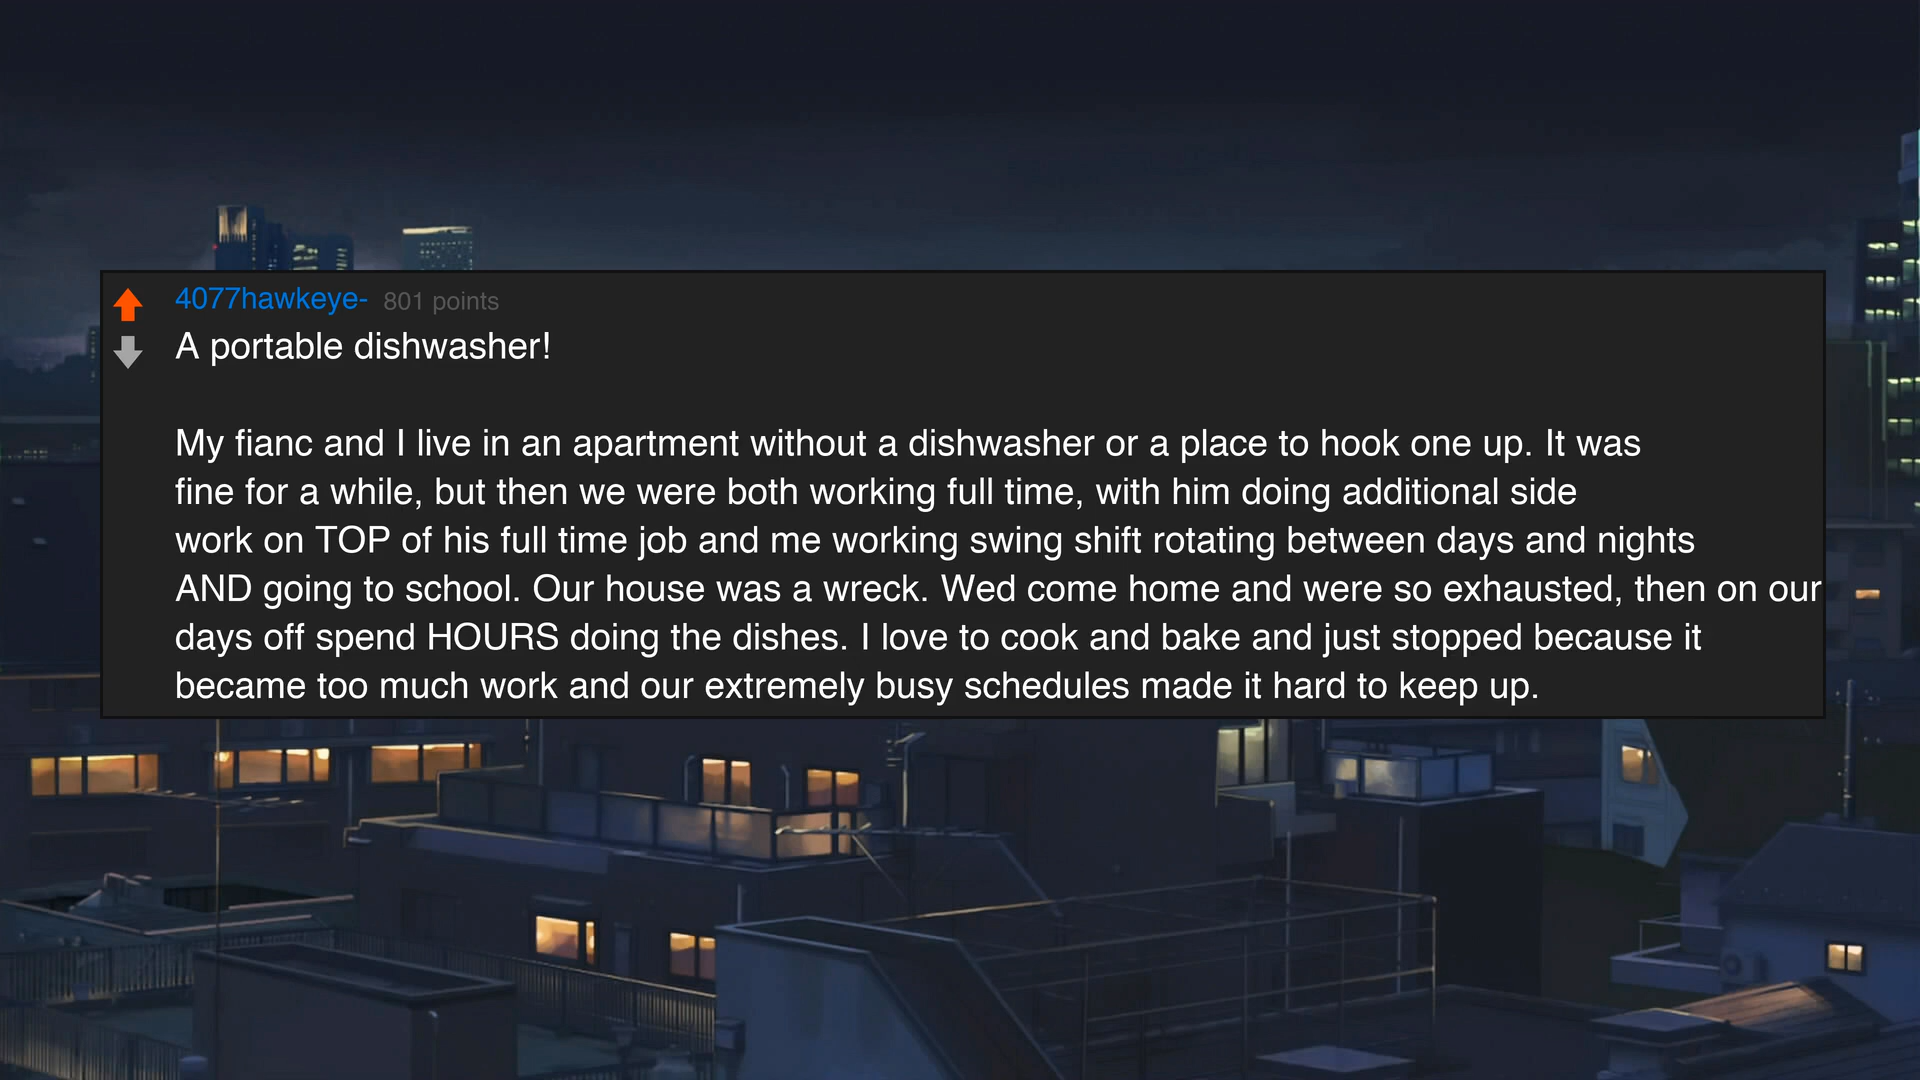 4077hawkeye- 801 points
A portable dishwasher!
My fianc and I live in an apartment without a dishwasher or a place to hook one up. It was
fine for a while, but then we were both working full time, with him doing additional side
work on TOP of his full time job and me working swing shift rotating between days and nights
AND going to school. Our house was a wreck. Wed come home and were so exhausted, then on our
days off spend HOURS doing the dishes. I love to cook and bake and just stopped because it
became too much work and our extremely busy schedules made it hard to keep up.